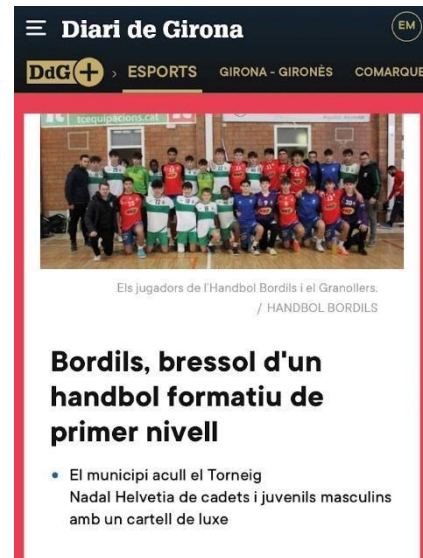 Diari de Girona
EM
DdG+ > ESPORTS GIRONA - GIRONÈS COMARQUE
tcequipacions.cat
Els jugadors de l'Handbol Bordils i el Granollers.
/ HANDBOL BORDILS
Bordils, bressol d'un
handbol formatiu de
primer nivell
• El municipi acull el Torneig
Nadal Helvetia de cadets i juvenils masculins
amb un cartell de luxe